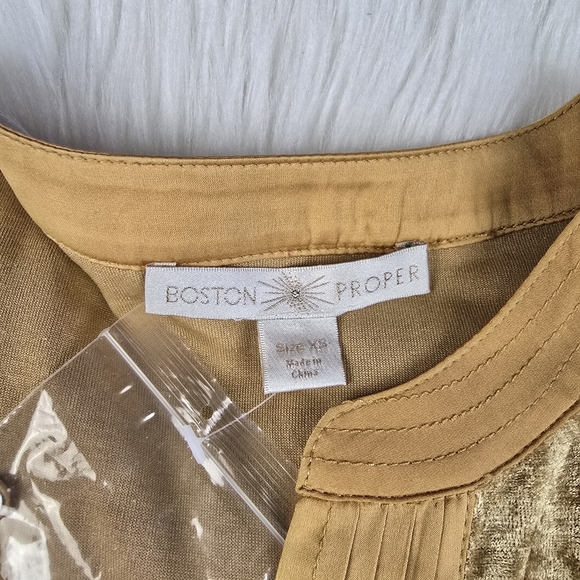 BOSTON PROPER
Size XS
Made in
China